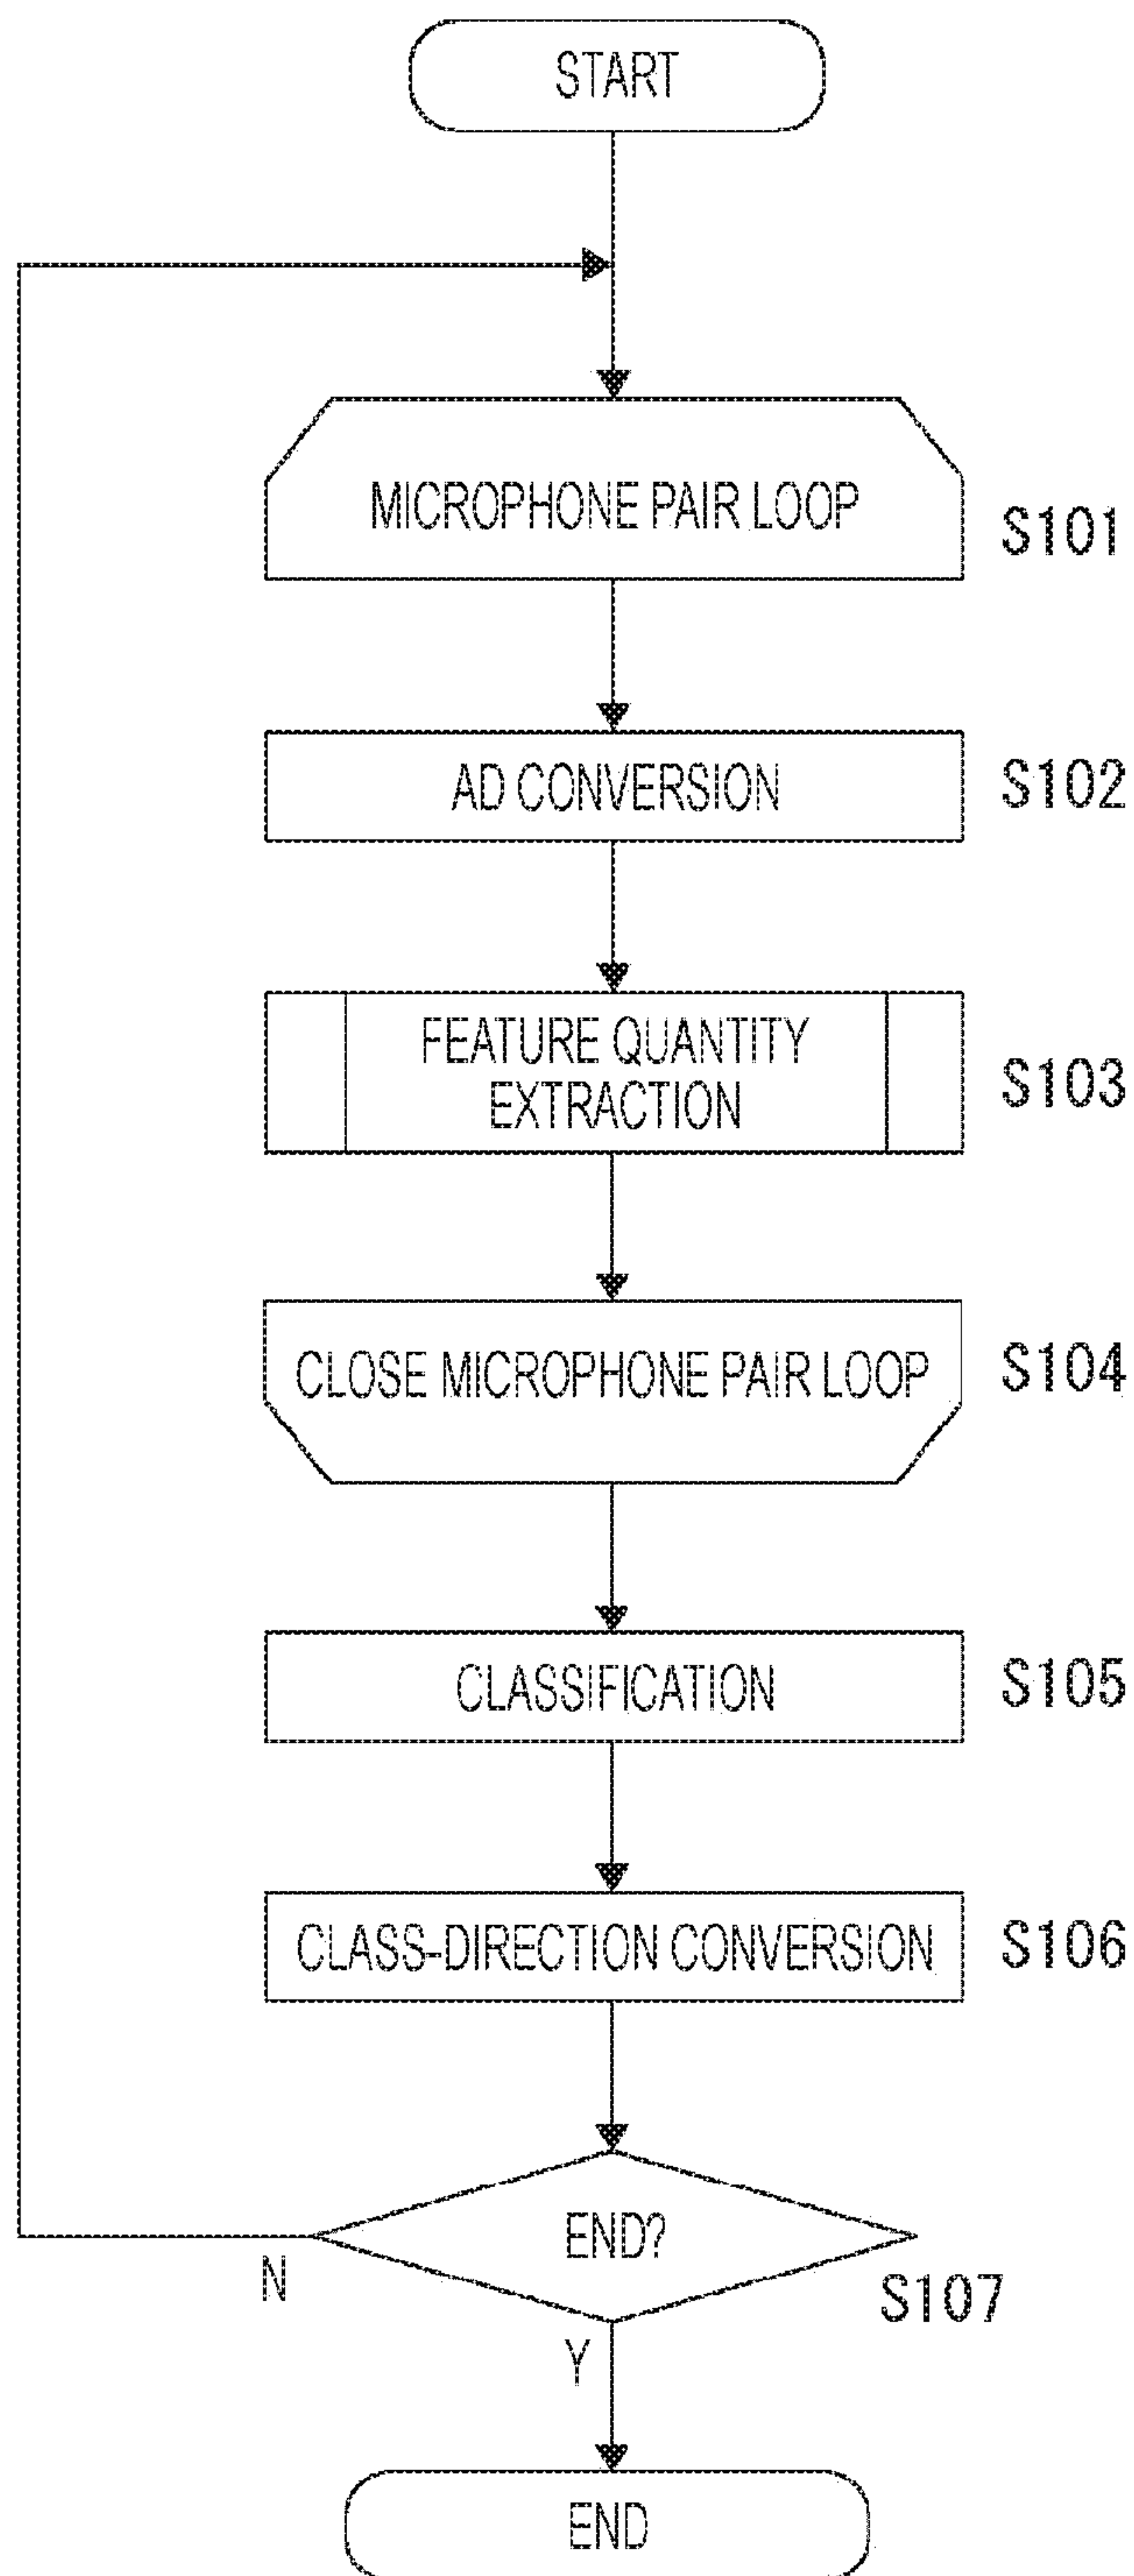 START
MICROPHONE PAIR LOOP
S101
AD CONVERSION
S102
FEATURE QUANTITY
EXTRACTION
S103
CLOSE MICROPHONE PAIR LOOP
S104
CLASSIFICATION
S105
CLASS-DIRECTION CONVERSION
S106
END?
N
S107
Y
END